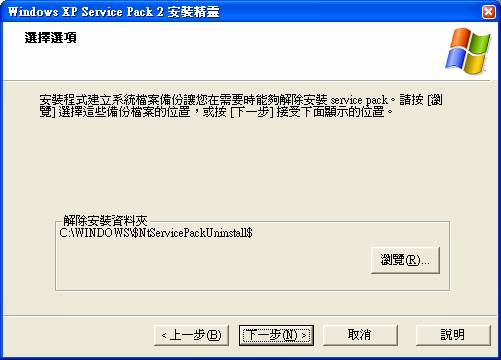 Windows XP Service Pack 2 安裝精靈
選擇選項
安裝程式建立系統檔案備份讓您在需要時能夠解除安裝 service pack。請按 [瀏
覽] 選擇這些備份檔案的位置，或按 [下一步] 接受下面顯示的位置。
解除安裝資料夾
C:\WINDOWS\$NtServicePackUninstall$
瀏覽(R)...
< 上一步(B)
下一步(N) >
取消
說明